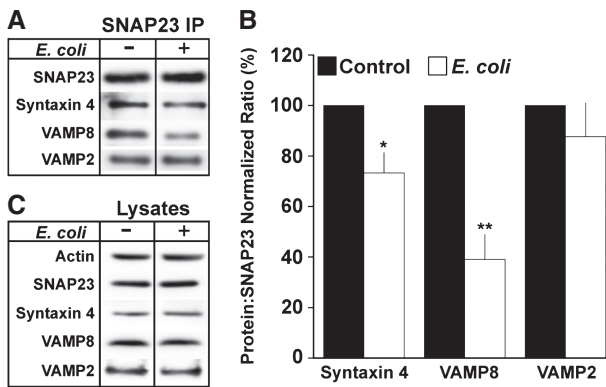 A
SNAP23 IP
E. coli - +
SNAP23
Syntaxin 4
VAMP8
VAMP2
C
Lysates
E. coli - +
Actin
SNAP23
Syntaxin 4
VAMP8
VAMP2
B
Protein:SNAP23 Normalized Ratio (%)
120
100
80
60
40
20
0
Control E. coli
*
**
Syntaxin 4 VAMP8 VAMP2